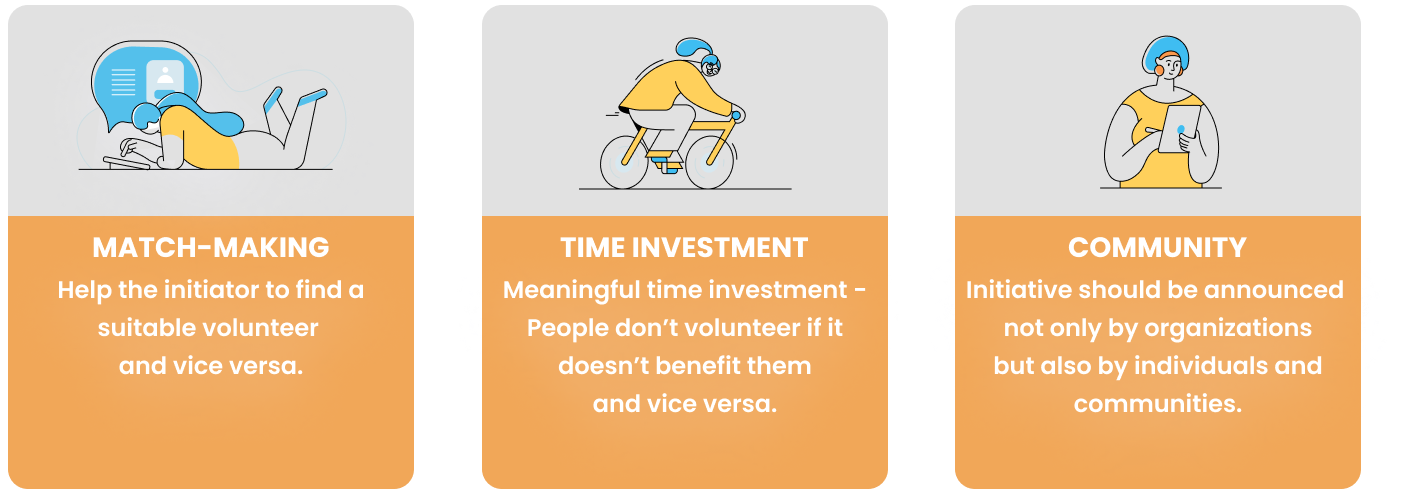 MATCH-MAKING
Help the initiator to find a
suitable volunteer
and vice versa.
TIME INVESTMENT
Meaningful time investment -
People don’t volunteer if it
doesn’t benefit them
and vice versa.
COMMUNITY
Initiative should be announced
not only by organizations
but also by individuals and
communities.